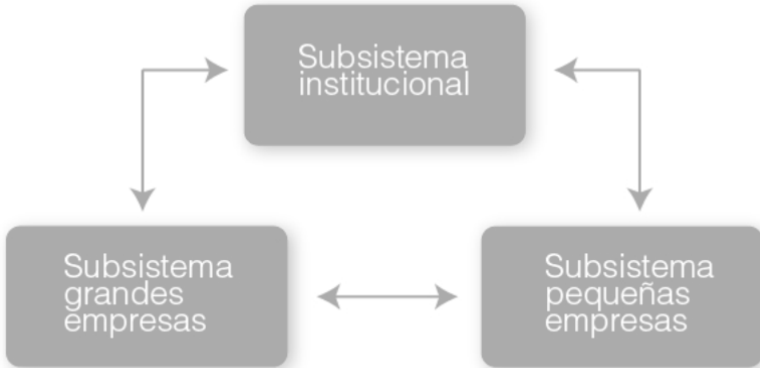 Subsistema
institucional
Subsistema
grandes
empresas
Subsistema
pequeñas
empresas